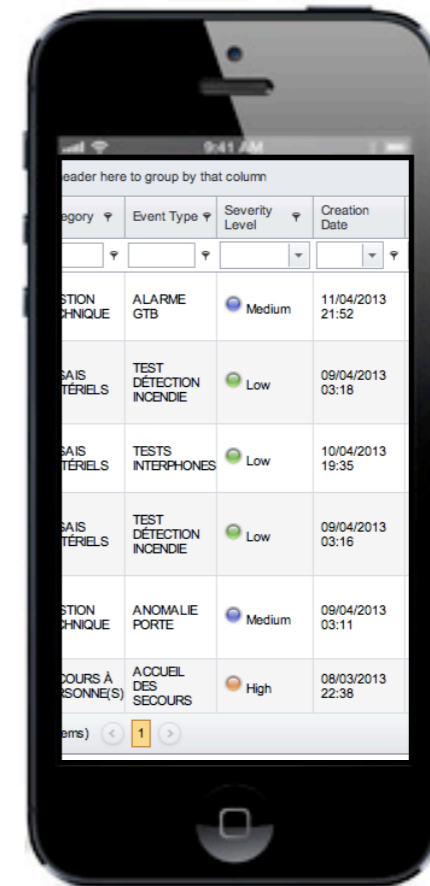 9:41 AM
eader here to group by that column
egory Event Type Severity Level Creation Date
STION CHNIQUE ALARME GTB Medium 11/04/2013 21:52
SAIS TÉRIELS TEST DÉTECTION INCENDIE Low 09/04/2013 03:18
SAIS TÉRIELS TESTS INTERPHONES Low 10/04/2013 19:35
SAIS TÉRIELS TEST DÉTECTION INCENDIE Low 09/04/2013 03:16
STION CHNIQUE ANOMALIE PORTE Medium 09/04/2013 03:11
COURS À RSONNE(S) ACCUEIL DES SECOURS High 08/03/2013 22:38
ems) 1